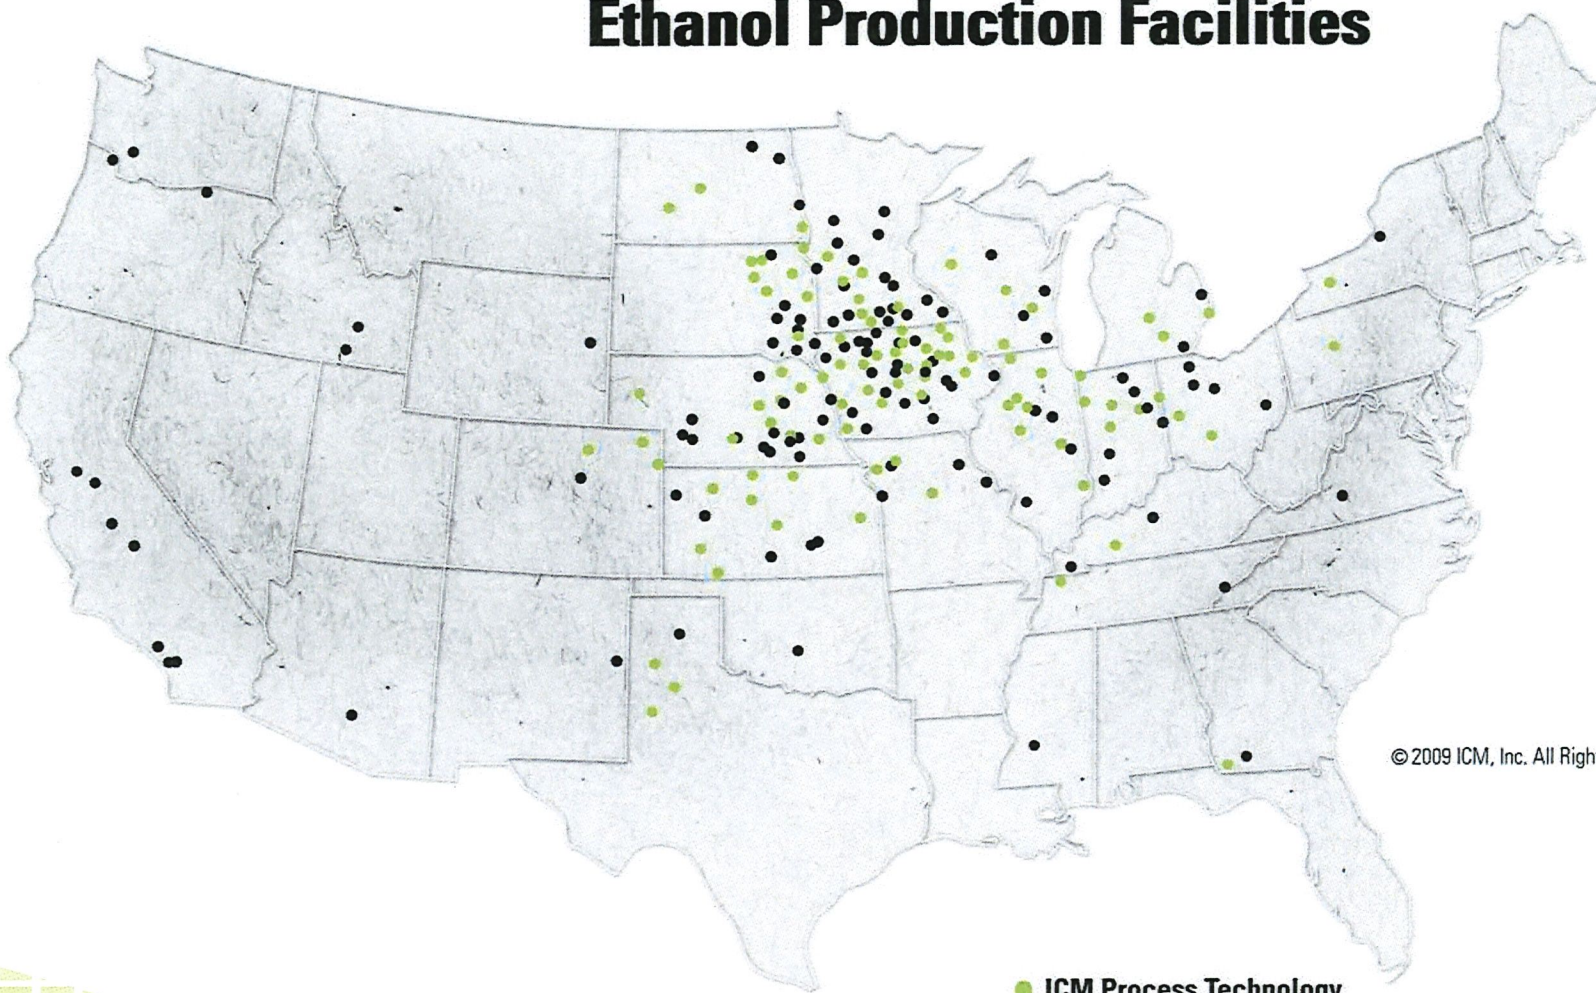 Ethanol Production Facilities
© 2009 ICM, Inc. All Righ
ICM Process Technology